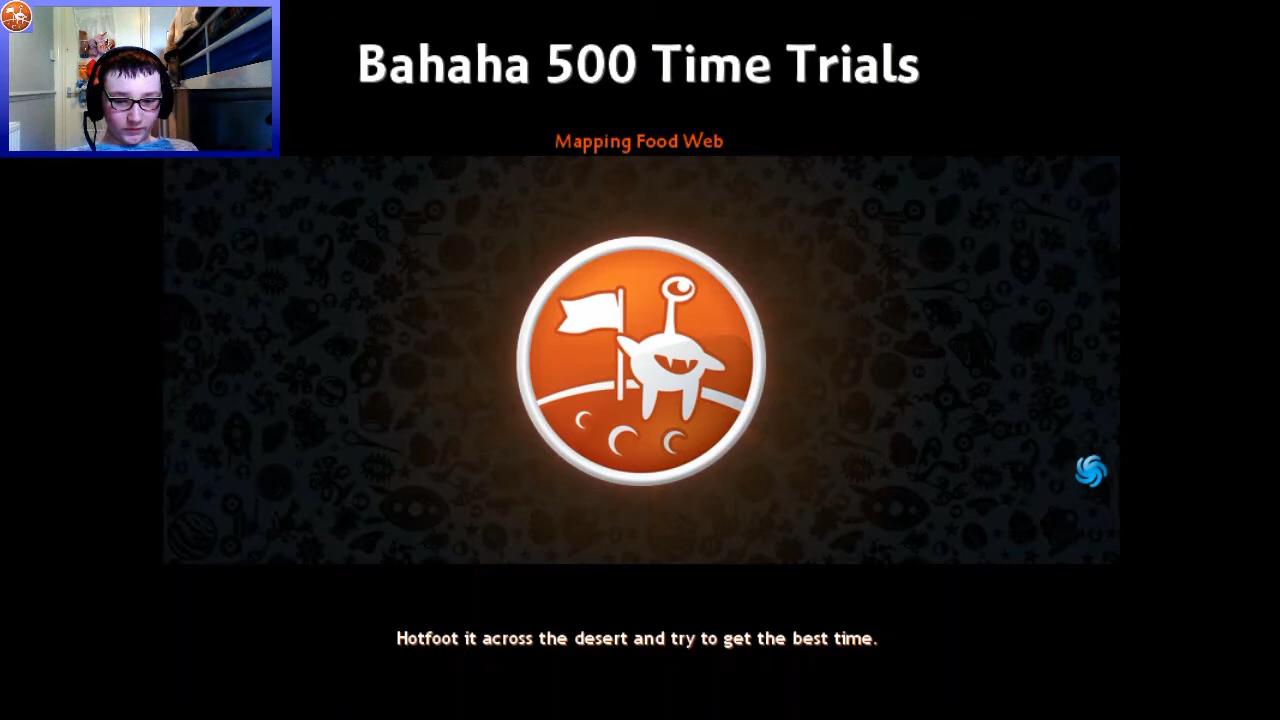 Bahaha 500 Time Trials
Mapping Food Web
Hotfoot it across the desert and try to get the best time.